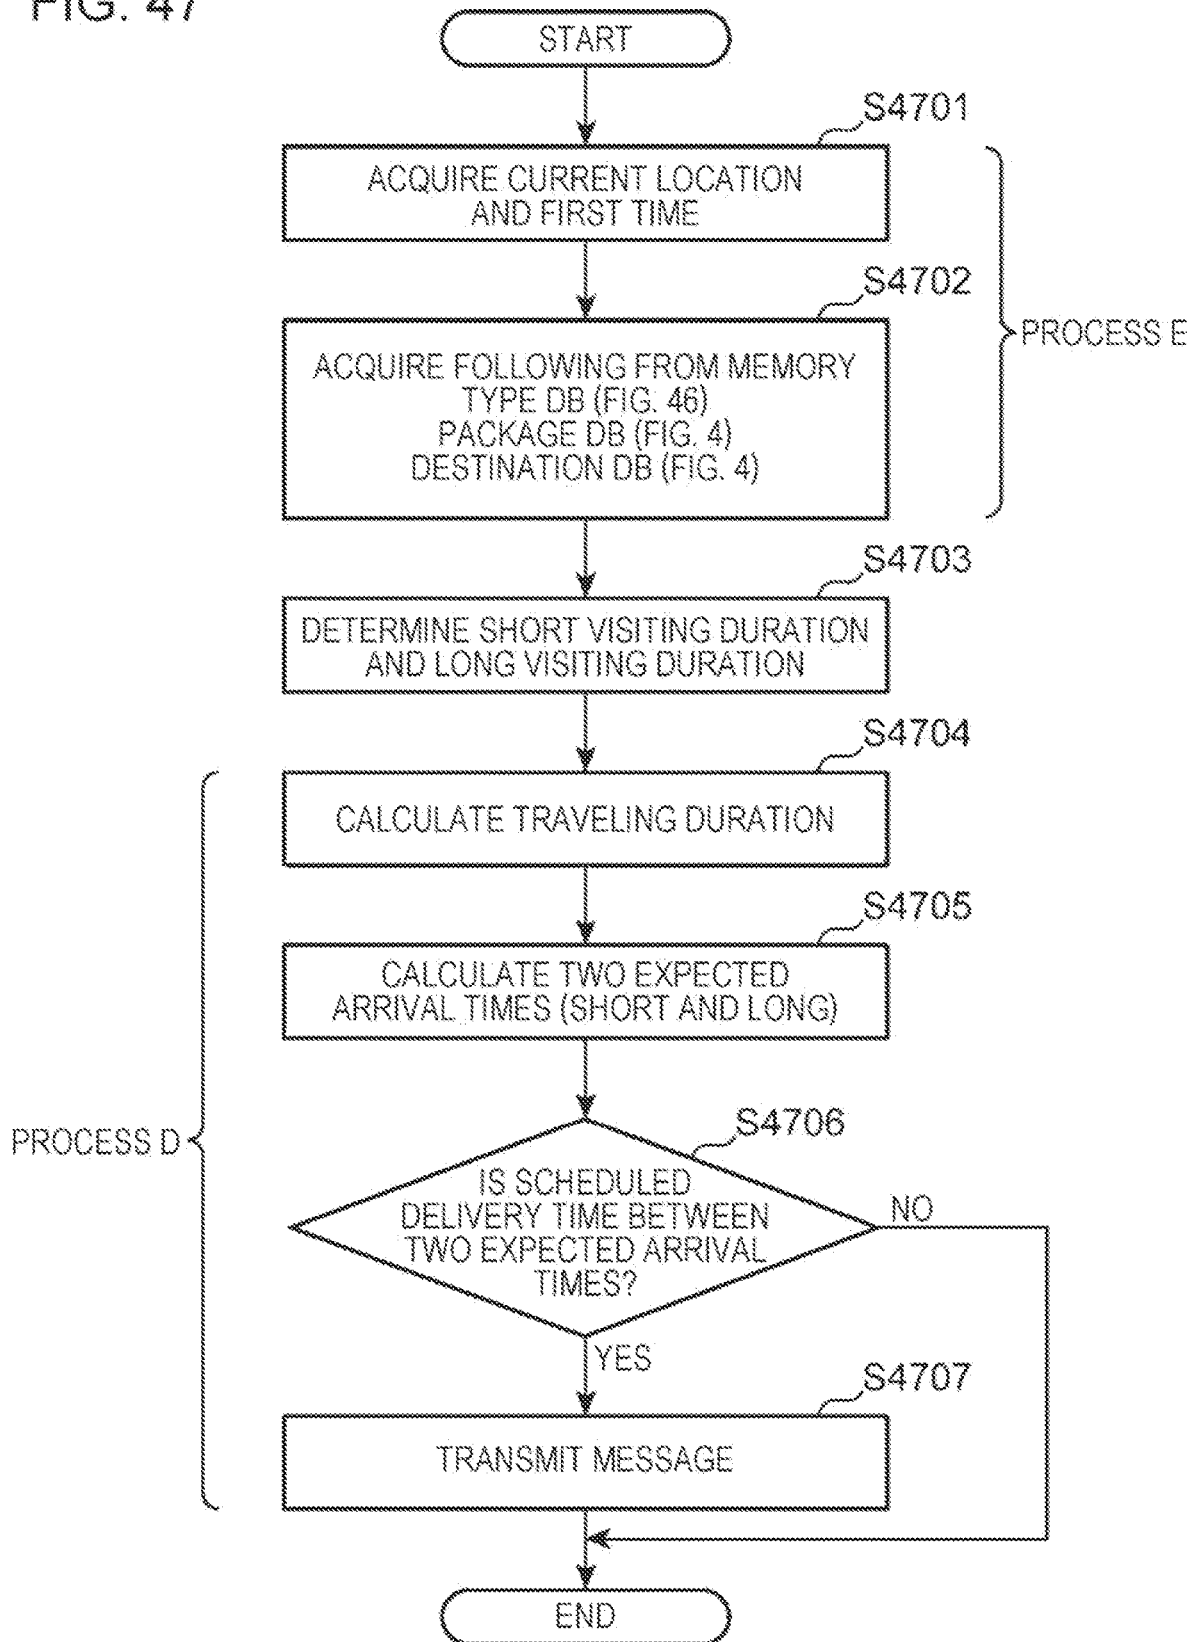 FIG. 47
START
S4701
ACQUIRE CURRENT LOCATION
AND FIRST TIME
S4702
ACQUIRE FOLLOWING FROM MEMORY
TYPE DB (FIG. 46)
PACKAGE DB (FIG. 4)
DESTINATION DB (FIG. 4)
PROCESS E
S4703
DETERMINE SHORT VISITING DURATION
AND LONG VISITING DURATION
S4704
CALCULATE TRAVELING DURATION
S4705
CALCULATE TWO EXPECTED
ARRIVAL TIMES (SHORT AND LONG)
PROCESS D
S4706
IS SCHEDULED
DELIVERY TIME BETWEEN
TWO EXPECTED ARRIVAL
TIMES?
NO
YES
S4707
TRANSMIT MESSAGE
END